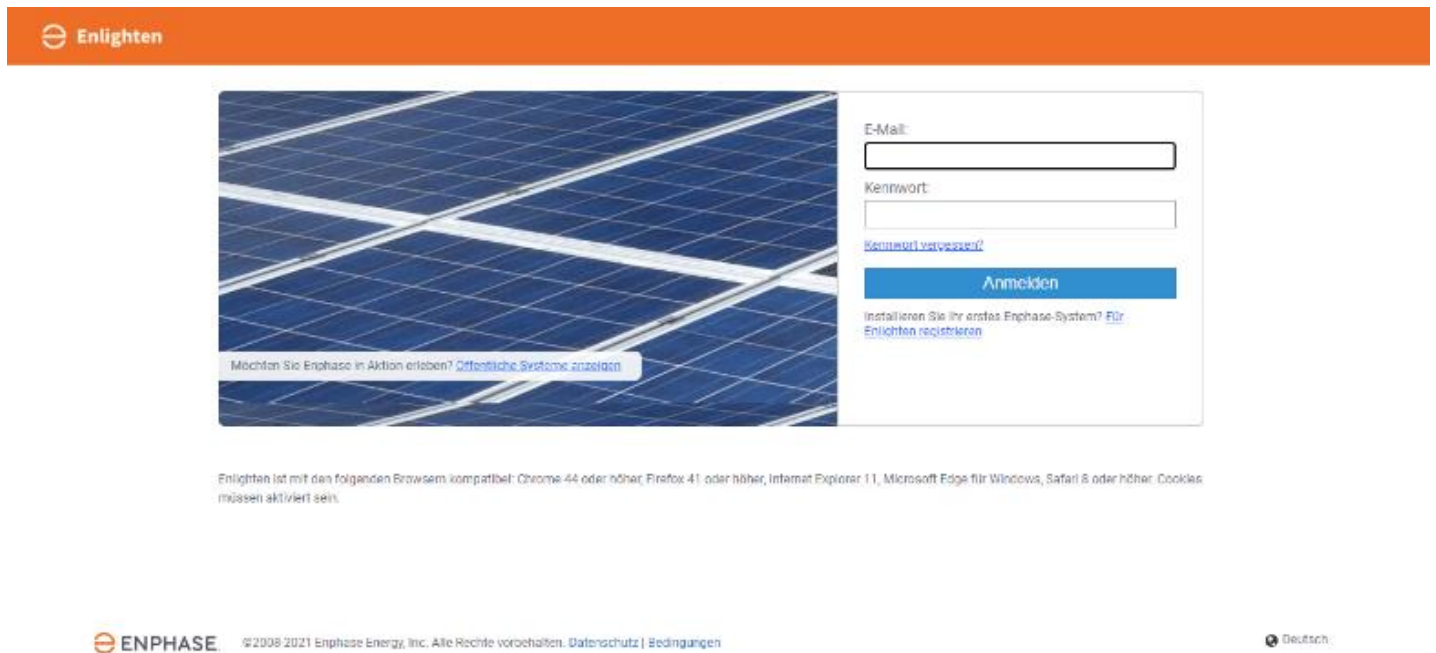 Enlighten
E-Mail:
Kennwort:
Kennwort vergessen?
Anmelden
Installieren Sie Ihr erstes Enphase-System? Für
Enlighten registrieren
Möchten Sie Enphase in Aktion erleben? Öffentliche Systeme anzeigen
Enlighten ist mit den folgenden Browsern kompatibel: Chrome 44 oder höher, Firefox 41 oder höher, Internet Explorer 11, Microsoft Edge für Windows, Safari 8 oder höher. Cookies
müssen aktiviert sein.
ENPHASE. ©2008-2021 Enphase Energy, Inc. Alle Rechte vorbehalten. Datenschutz | Bedingungen
Deutsch